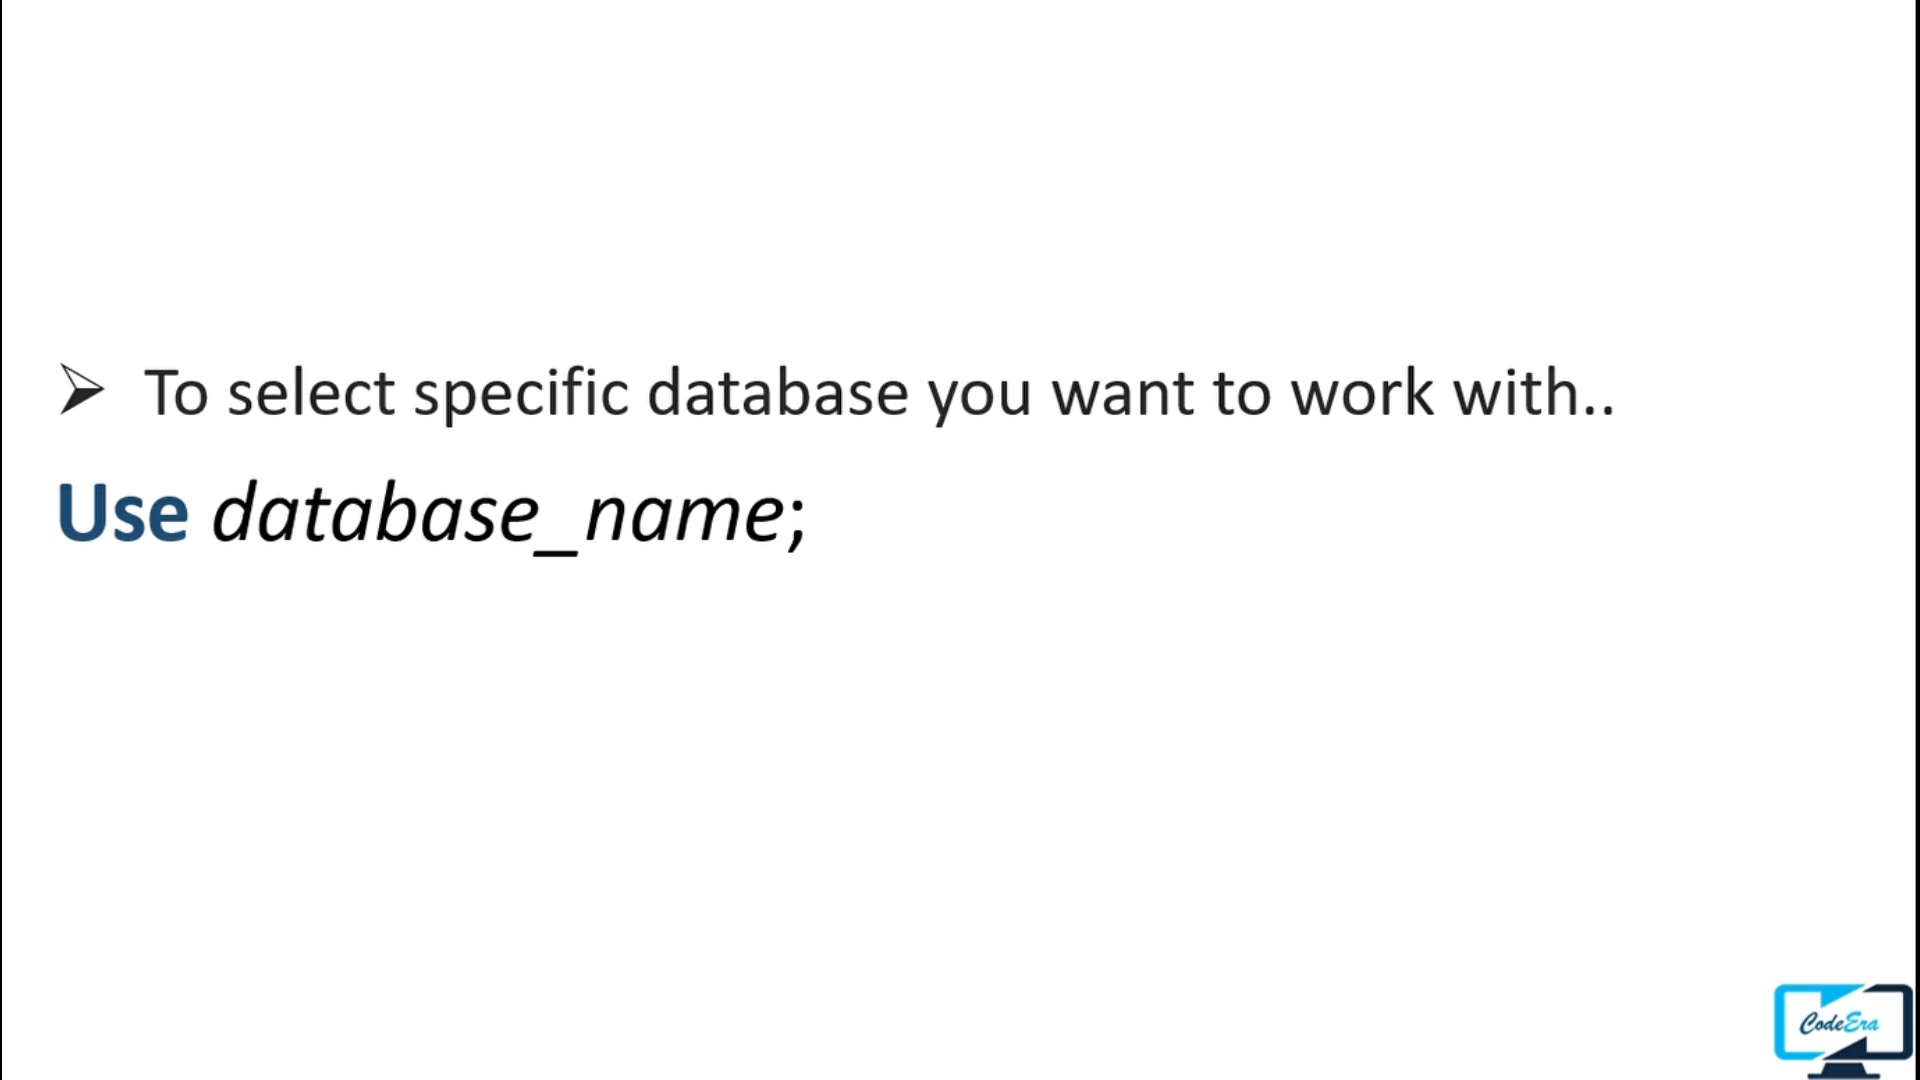 ➢ To select specific database you want to work with..
Use database_name;
CodeEra